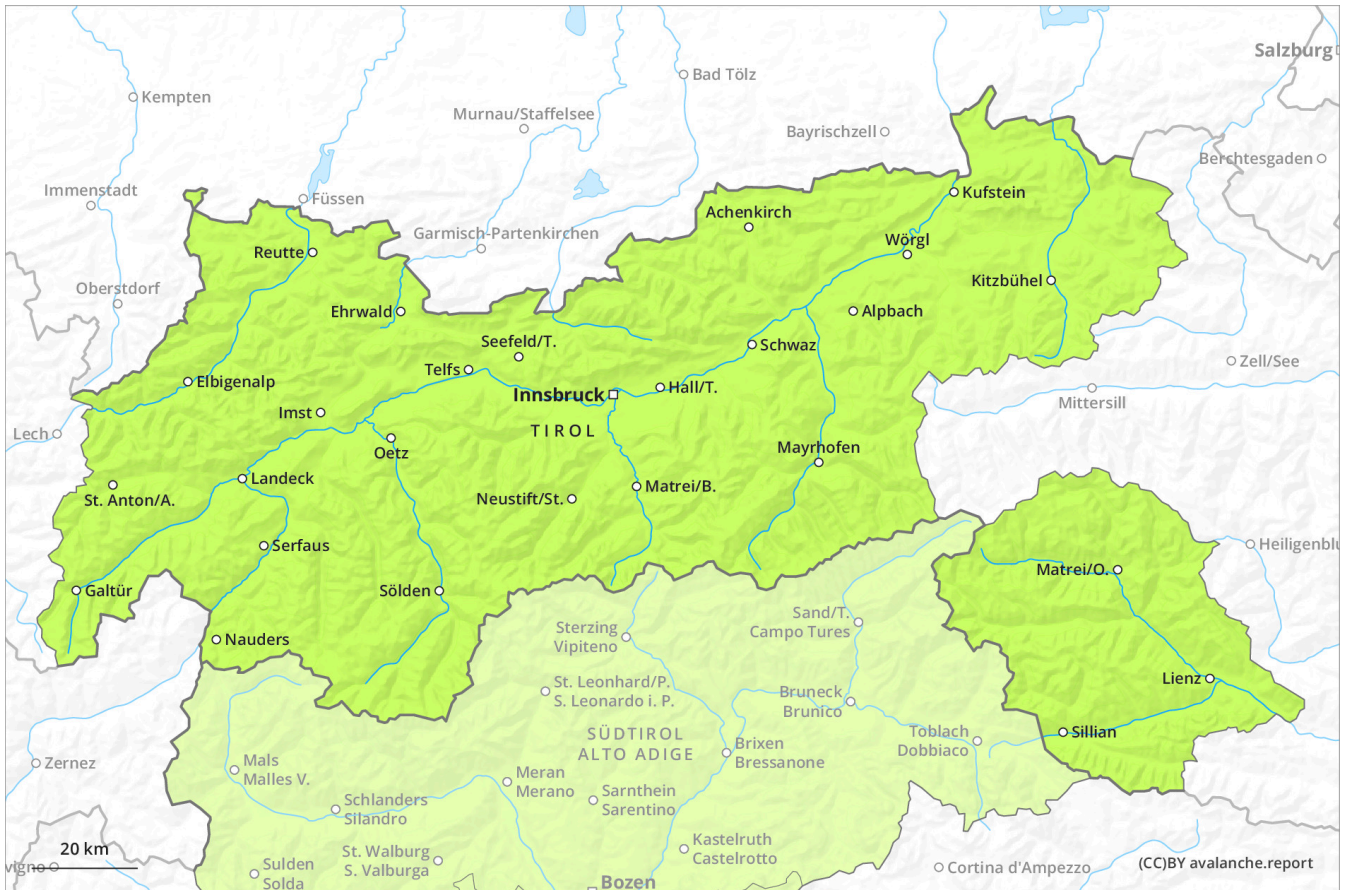 Salzburg
Bad Tölz
Kempten
Murnau/Staffelsee
Bayrischzell
Berchtesgaden
Immenstadt
Füssen
Kufstein
Achenkirch
Garmisch-Partenkirchen
Wörgl
Reutte
Kitzbühel
Oberstdorf
Ehrwald
Alpbach
Seefeld/T.
Schwaz
Zell/See
Telfs
Elbigenalp
Hall/T.
Innsbruck
Mittersill
Imst
Lech
TIROL
Oetz
Mayrhofen
Landeck
St. Anton/A.
Neustift/St.
Matrei/B.
Serfaus
Heiligenblu
Matrei/O.
Galtür
Sölden
Sand/T.
Campo Tures
Sterzing
Vipiteno
Nauders
Lienz
St. Leonhard/P.
S. Leonardo i. P.
Bruneck
Brunico
SÜDTIROL
ALTO ADIGE
Toblach
Dobbiaco
Sillian
Brixen
Bressanone
Zernez
Mals
Malles V.
Meran
Merano
Sarnthein
Sarentino
Schlanders
Silandro
Kastelruth
Castelrotto
20 km
St. Walburg
S. Valburga
vigno
Sulden
Solda
Cortina d'Ampezzo
(CC)BY avalanche.report
Bozen